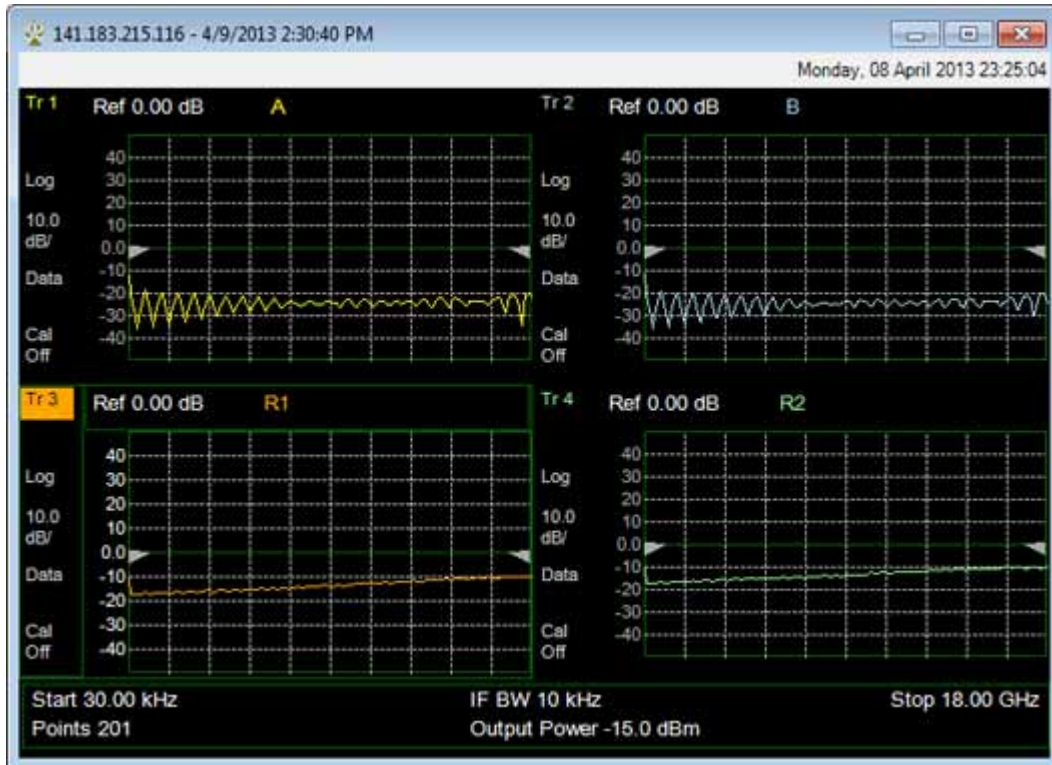 141.183.215.116 - 4/9/2013 2:30:40 PM
Monday, 08 April 2013 23:25:04
Tr 1
Ref 0.00 dB
A
Log
10.0
dB/
Data
Cal
Off
40
30
20
10
0.0
-10
-20
-30
-40
Tr 2
Ref 0.00 dB
B
Log
10.0
dB/
Data
Cal
Off
40
30
20
10
0.0
-10
-20
-30
-40
Tr 3
Ref 0.00 dB
R1
Log
10.0
dB/
Data
Cal
Off
40
30
20
10
0.0
-10
-20
-30
-40
Tr 4
Ref 0.00 dB
R2
Log
10.0
dB/
Data
Cal
Off
40
30
20
10
0.0
-10
-20
-30
-40
Start 30.00 kHz
IF BW 10 kHz
Stop 18.00 GHz
Points 201
Output Power -15.0 dBm